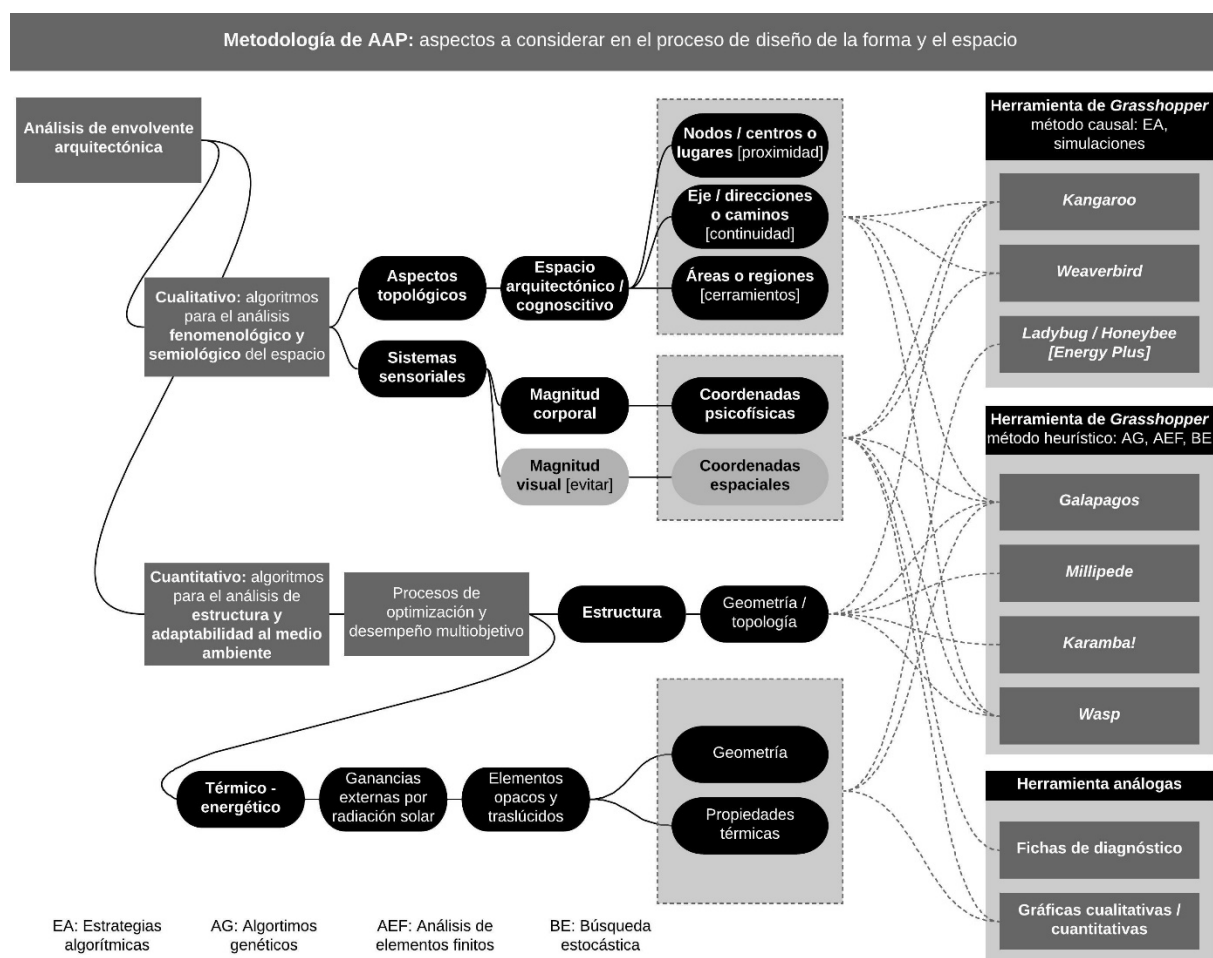 Metodología de AAP: aspectos a considerar en el proceso de diseño de la forma y el espacio
Análisis de envolvente
arquitectónica
Cualitativo: algoritmos
para el análisis
fenomenológico y
semiológico del espacio
Aspectos
topológicos
Espacio
arquitectónico /
cognoscitivo
Nodos / centros o
lugares [proximidad]
Eje / direcciones
o caminos
[continuidad]
Áreas o regiones
[cerramientos]
Sistemas
sensoriales
Magnitud
corporal
Coordenadas
psicofísicas
Magnitud
visual [evitar]
Coordenadas
espaciales
Cuantitativo: algoritmos
para el análisis de
estructura y
adaptabilidad al medio
ambiente
Procesos de
optimización y
desempeño multiobjetivo
Estructura
Geometría /
topología
Térmico -
energético
Ganancias
externas por
radiación solar
Elementos
opacos y
traslúcidos
Geometría
Propiedades
térmicas
Herramienta de Grasshopper
método causal: EA,
simulaciones
Kangaroo
Weaverbird
Ladybug / Honeybee
[Energy Plus]
Herramienta de Grasshopper
método heurístico: AG, AEF, BE
Galapagos
Millipede
Karamba!
Wasp
Herramienta análogas
Fichas de diagnóstico
Gráficas cualitativas /
cuantitativas
EA: Estrategias
algorítmicas
AG: Algortimos
genéticos
AEF: Análisis de
elementos finitos
BE: Búsqueda
estocástica